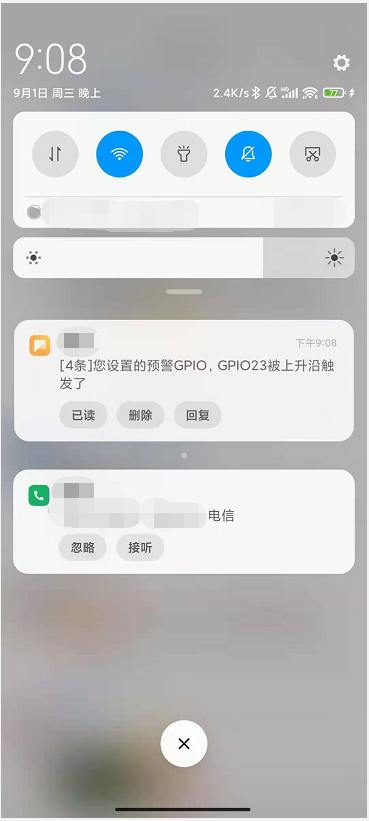 9:08
9月1日 周三 晚上
2.4K/s
HD
77
下午9:08
[4条]您设置的预警GPIO，GPIO23被上升沿触
发了
已读 删除 回复
电信
忽略 接听